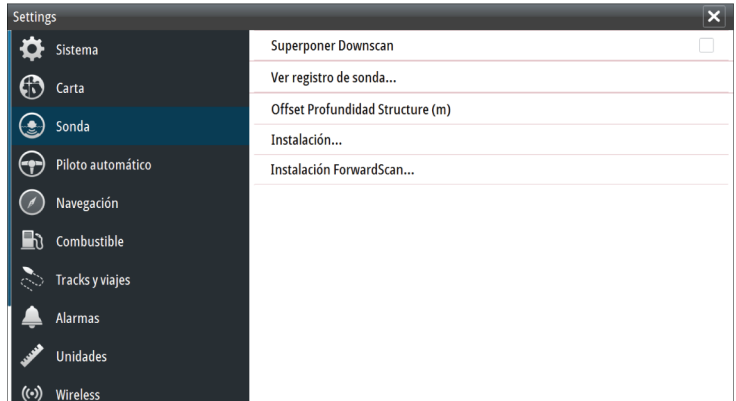 Settings
Sistema
Carta
Sonda
Piloto automático
Navegación
Combustible
Tracks y viajes
Alarmas
Unidades
Wireless
Superponer Downscan
Ver registro de sonda...
Offset Profundidad Structure (m)
Instalación...
Instalación ForwardScan...